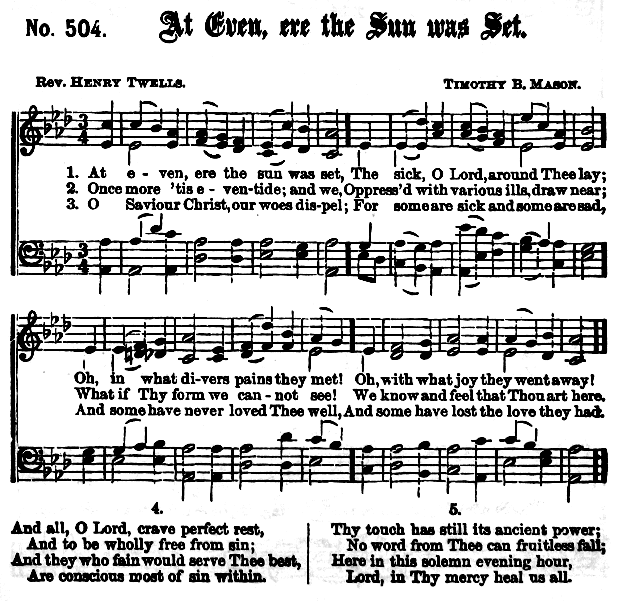 No. 504. At Even, ere the Sun was Set.
Rev. Henry Twells. Timothy B. Mason.
1. At e - ven, ere the sun was set, The sick, O Lord, around Thee lay;
2. Once more 'tis e - ven-tide; and we, Oppress'd with various ills, draw near;
3. O Saviour Christ, our woes dis-pel; For some are sick and some are sad,
Oh, in what di-vers pains they met! Oh, with what joy they went away!
What if Thy form we can-not see! We know and feel that Thou art here.
And some have never loved Thee well, And some have lost the love they had.
4.
And all, O Lord, crave perfect rest,
And to be wholly free from sin;
And they who fain would serve Thee best,
Are conscious most of sin within.
5.
Thy touch has still its ancient power;
No word from Thee can fruitless fall;
Here in this solemn evening hour,
Lord, in Thy mercy heal us all.